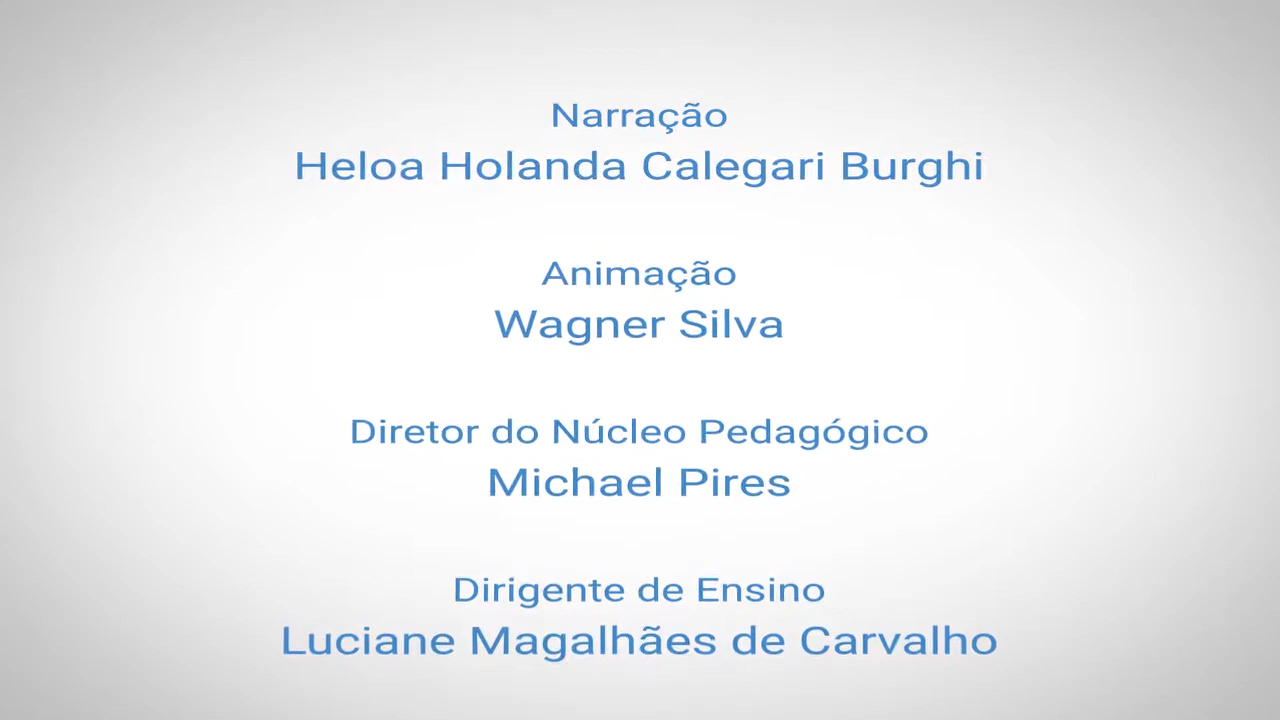 Narração
Heloa Holanda Calegari Burghi
Animação
Wagner Silva
Diretor do Núcleo Pedagógico
Michael Pires
Dirigente de Ensino
Luciane Magalhães de Carvalho